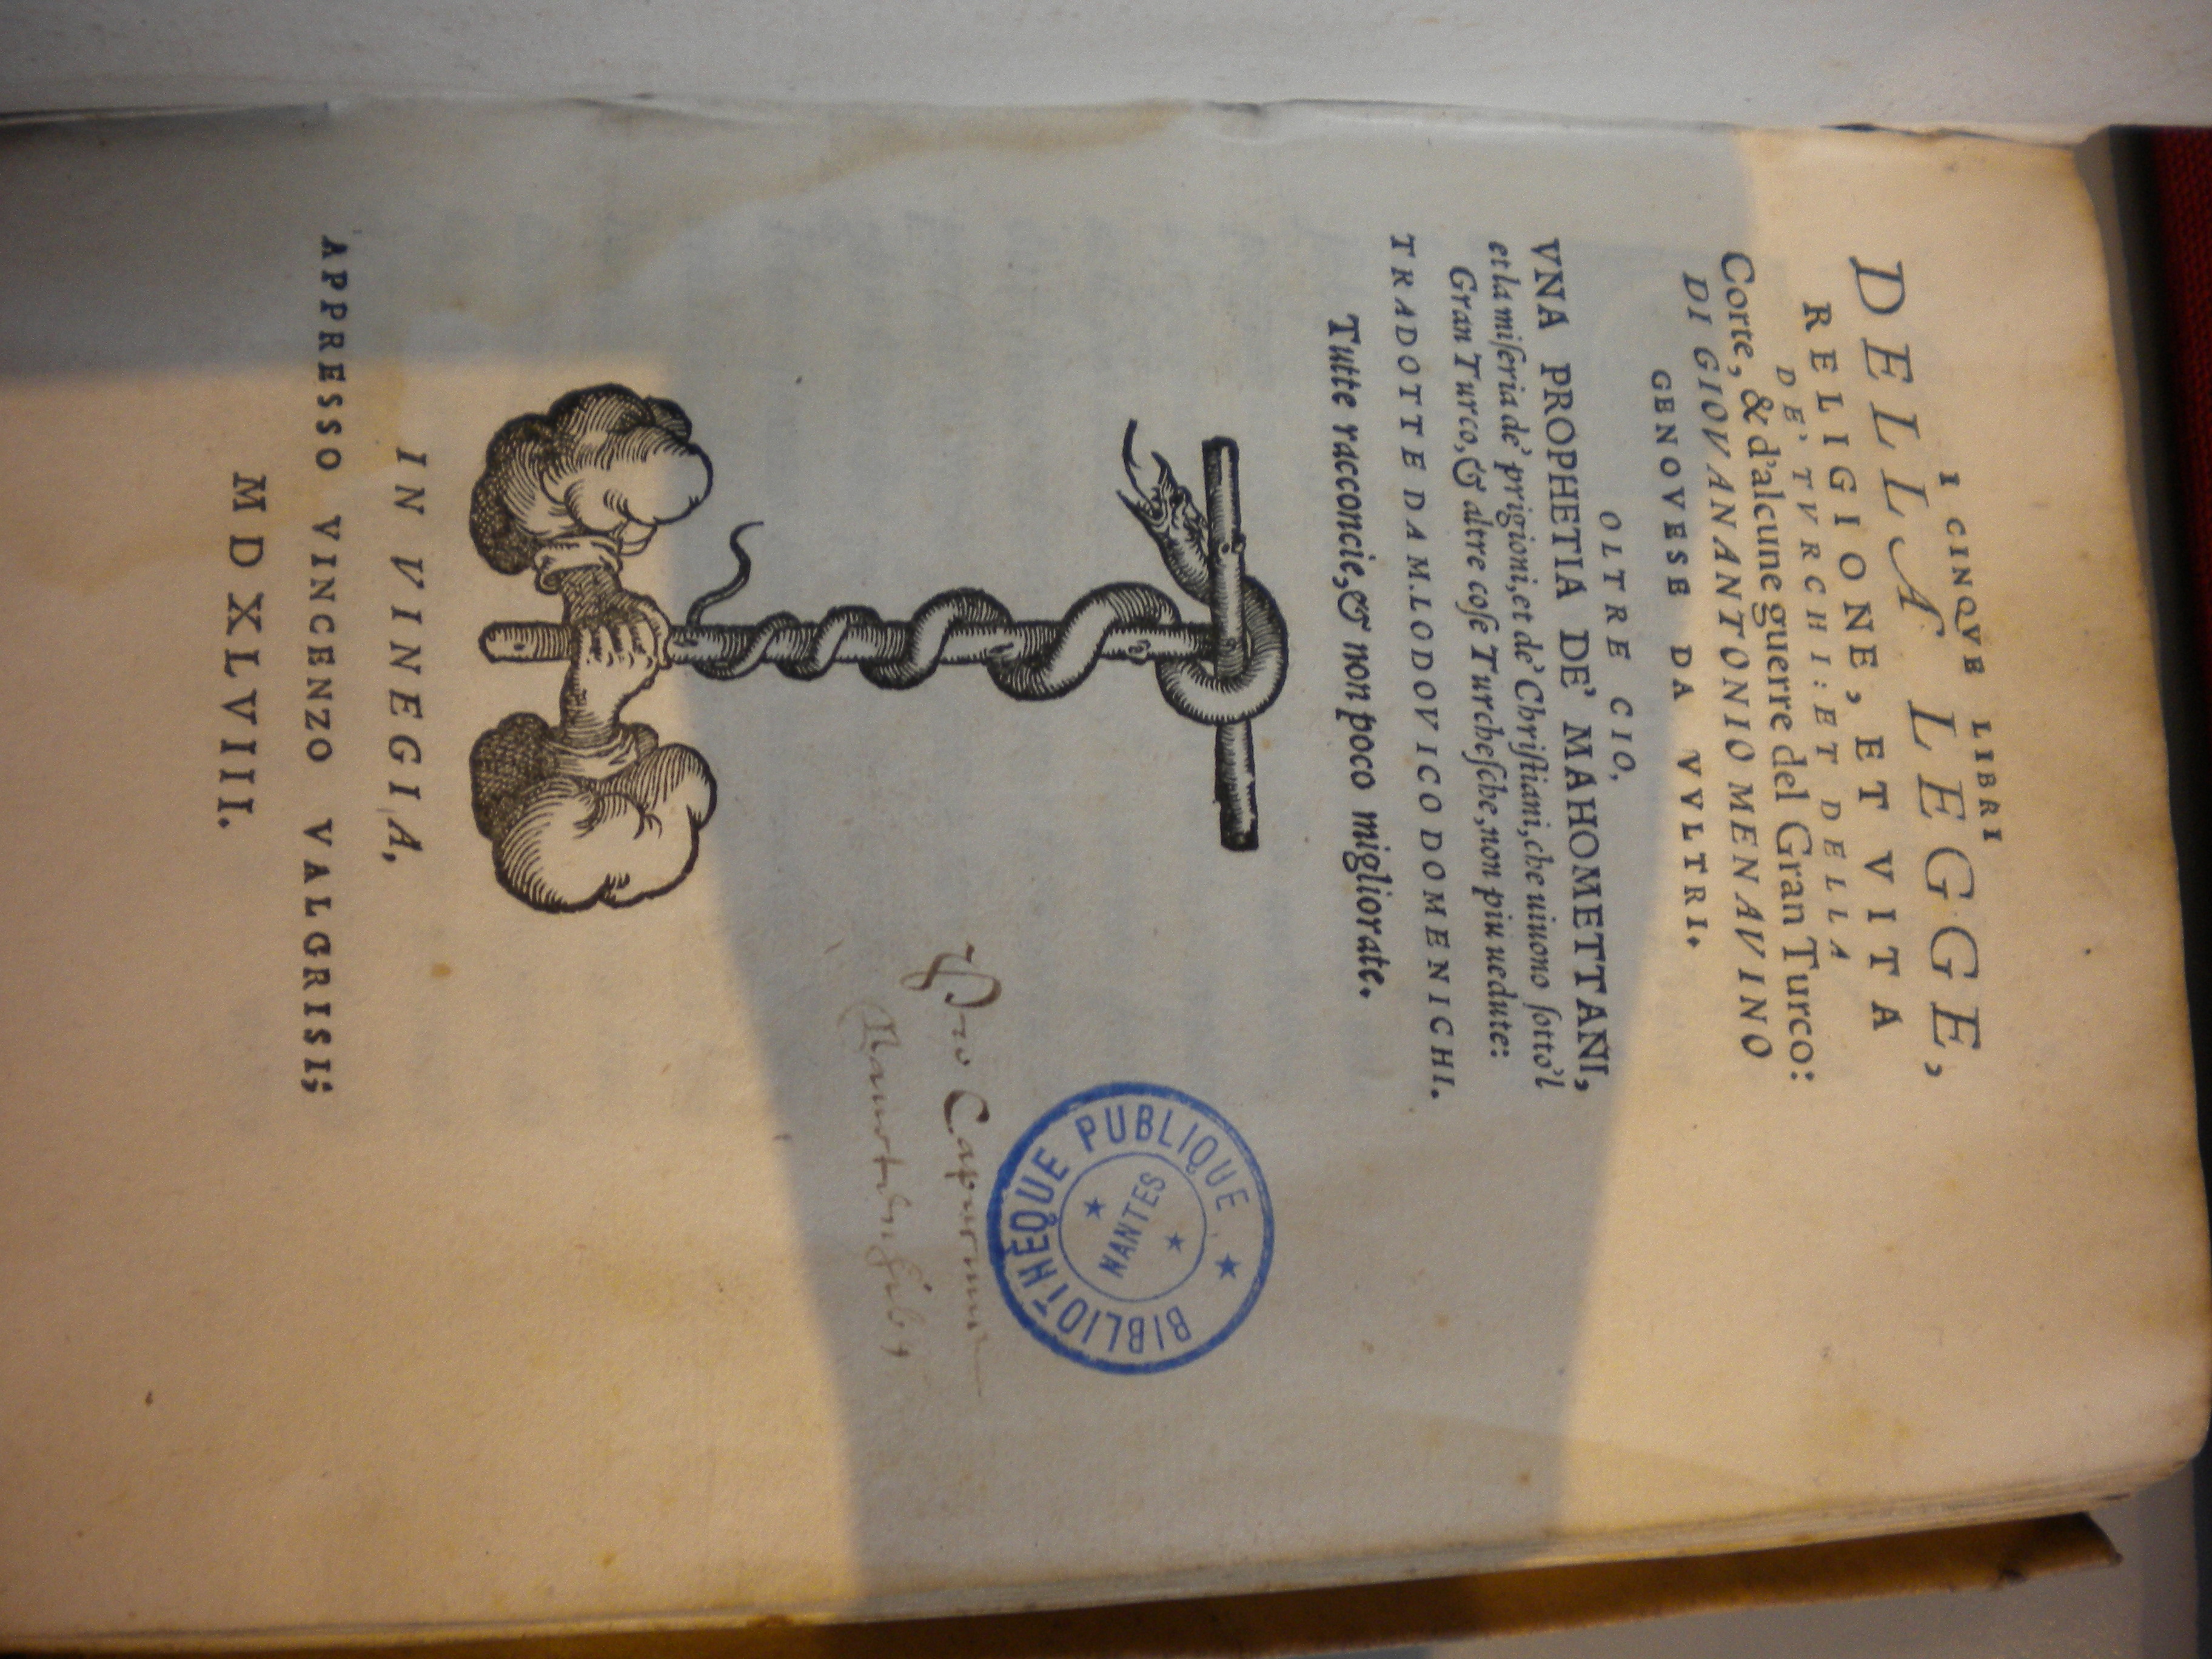 I CINQVE LIBRI
DELLA LEGGE,
RELIGIONE, ET VITA
DE' TVRCHI: ET DELLA
Corte, & d'alcune guerre del Gran Turco:
DI GIOVANANTONIO MENAVINO
GENOVESE DA VVLTRI.
OLTRE CIO,
VNA PROPHETIA DE' MAHOMETTANI,
et la miſeria de' prigioni, et de' Chriſtiani, che uiuono ſotto'l
Gran Turco, & altre coſe Turcheſche, non piu uedute:
TRADOTTE DA M. LODOVICO DOMENICHI.
Tutte racconcie, & non poco migliorate.
BIBLIOTHÈQUE PUBLIQUE
NANTES
IN VINEGIA,
APPRESSO VINCENZO VALGRISI;
MDXLVIII.